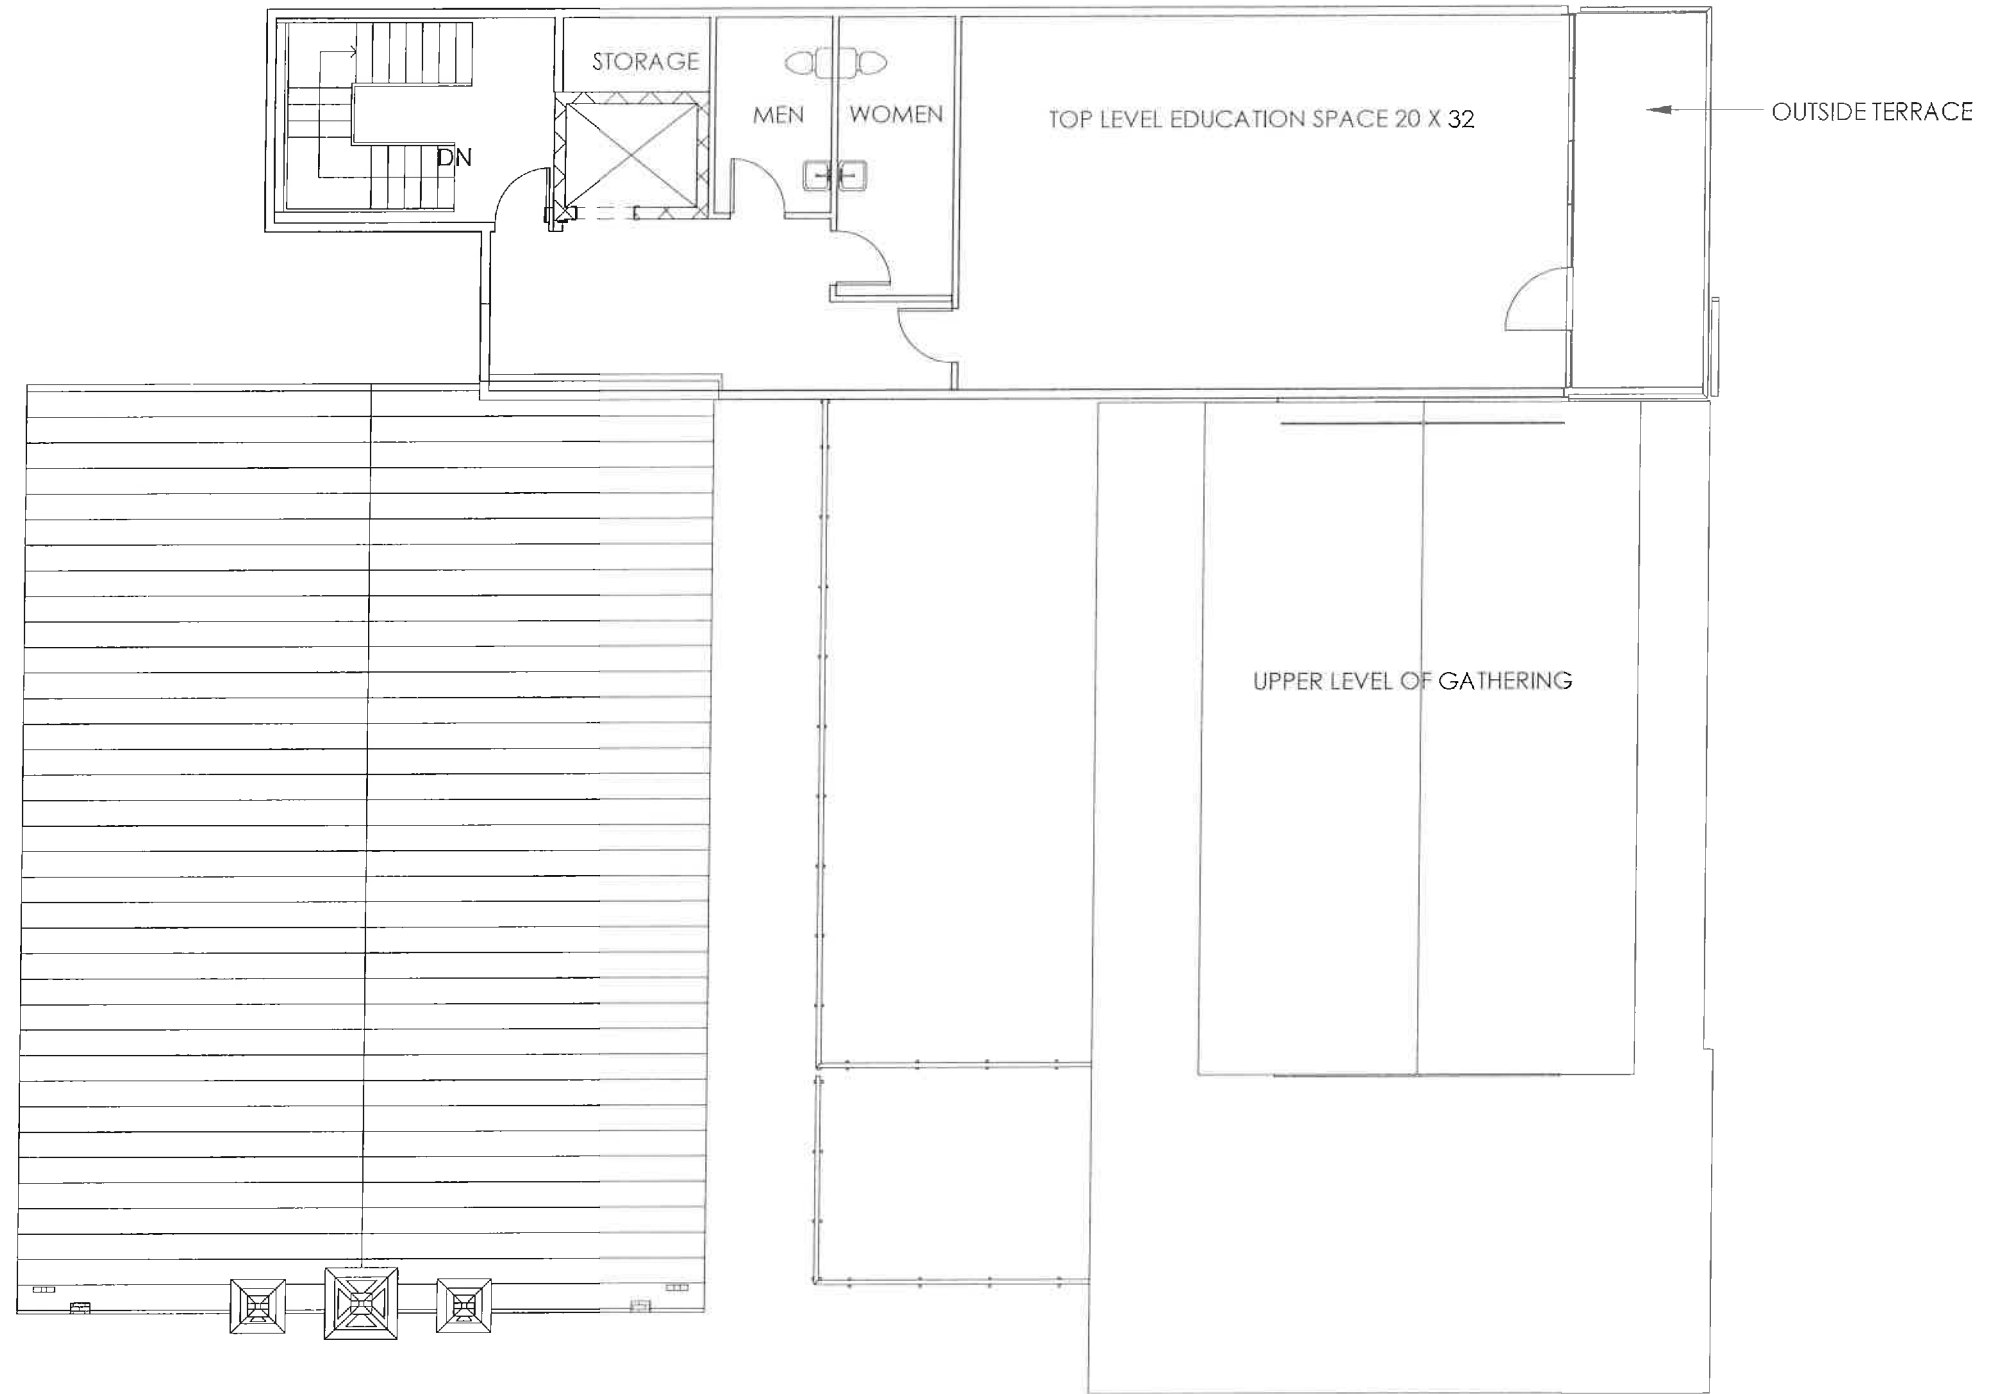 STORAGE
MEN
WOMEN
TOP LEVEL EDUCATION SPACE 20 X 32
OUTSIDE TERRACE
DN
UPPER LEVEL OF GATHERING